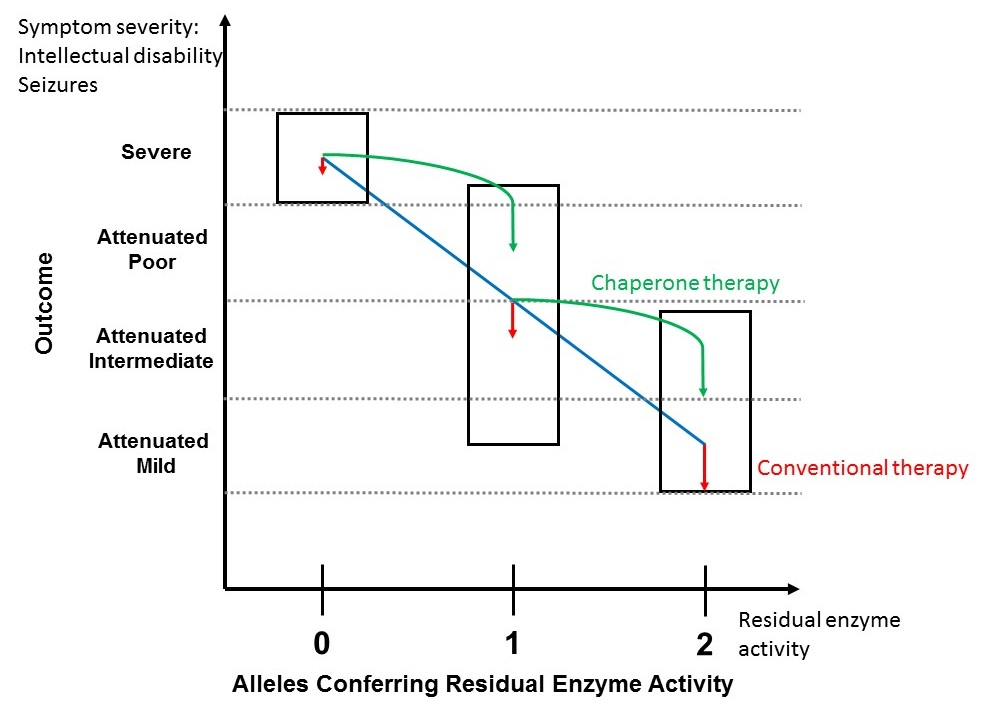 Symptom severity:
Intellectual disability
Seizures
Severe
Attenuated
Poor
Attenuated
Intermediate
Attenuated
Mild
Outcome
Chaperone therapy
Conventional therapy
0
1
2
Residual enzyme
activity
Alleles Conferring Residual Enzyme Activity